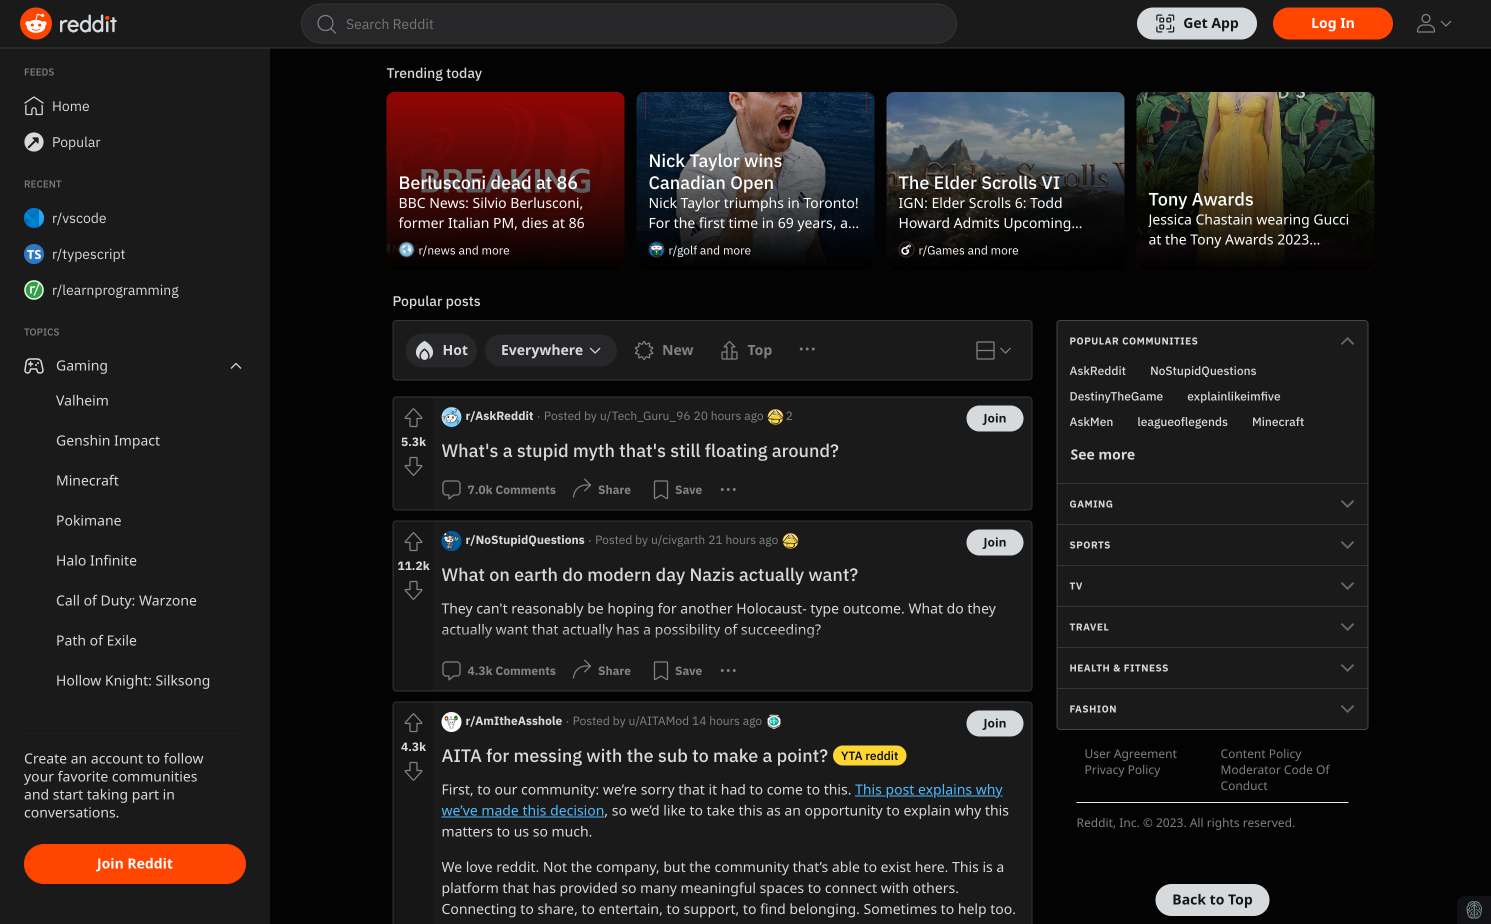 reddit
Search Reddit
Get App
Log In
FEEDS
Home
Popular
RECENT
r/vscode
TS r/typescript
r/ r/learnprogramming
TOPICS
Gaming
Valheim
Genshin Impact
Minecraft
Pokimane
Halo Infinite
Call of Duty: Warzone
Path of Exile
Hollow Knight: Silksong
Create an account to follow
your favorite communities
and start taking part in
conversations.
Join Reddit
Trending today
BREAKING
Berlusconi dead at 86
BBC News: Silvio Berlusconi,
former Italian PM, dies at 86
r/news and more
Nick Taylor wins
Canadian Open
Nick Taylor triumphs in Toronto!
For the first time in 69 years, a...
r/golf and more
The Elder Scrolls VI
IGN: Elder Scrolls 6: Todd
Howard Admits Upcoming...
r/Games and more
Tony Awards
Jessica Chastain wearing Gucci
at the Tony Awards 2023...
Popular posts
Hot
Everywhere
New
Top
5.3k
r/AskReddit · Posted by u/Tech_Guru_96 20 hours ago 2
Join
What's a stupid myth that's still floating around?
7.0k Comments
Share
Save
11.2k
r/NoStupidQuestions · Posted by u/civgarth 21 hours ago
Join
What on earth do modern day Nazis actually want?
They can't reasonably be hoping for another Holocaust- type outcome. What do they
actually want that actually has a possibility of succeeding?
4.3k Comments
Share
Save
4.3k
r/AmItheAsshole · Posted by u/AITAMod 14 hours ago
Join
AITA for messing with the sub to make a point? YTA reddit
First, to our community: we’re sorry that it had to come to this. This post explains why
we’ve made this decision, so we’d like to take this as an opportunity to explain why this
matters to us so much.
We love reddit. Not the company, but the community that’s able to exist here. This is a
platform that has provided so many meaningful spaces to connect with others.
Connecting to share, to entertain, to support, to find belonging. Sometimes to help too.
POPULAR COMMUNITIES
AskReddit NoStupidQuestions
DestinyTheGame explainlikeimfive
AskMen leagueoflegends Minecraft
See more
GAMING
SPORTS
TV
TRAVEL
HEALTH & FITNESS
FASHION
User Agreement
Privacy Policy
Content Policy
Moderator Code Of
Conduct
Reddit, Inc. © 2023. All rights reserved.
Back to Top